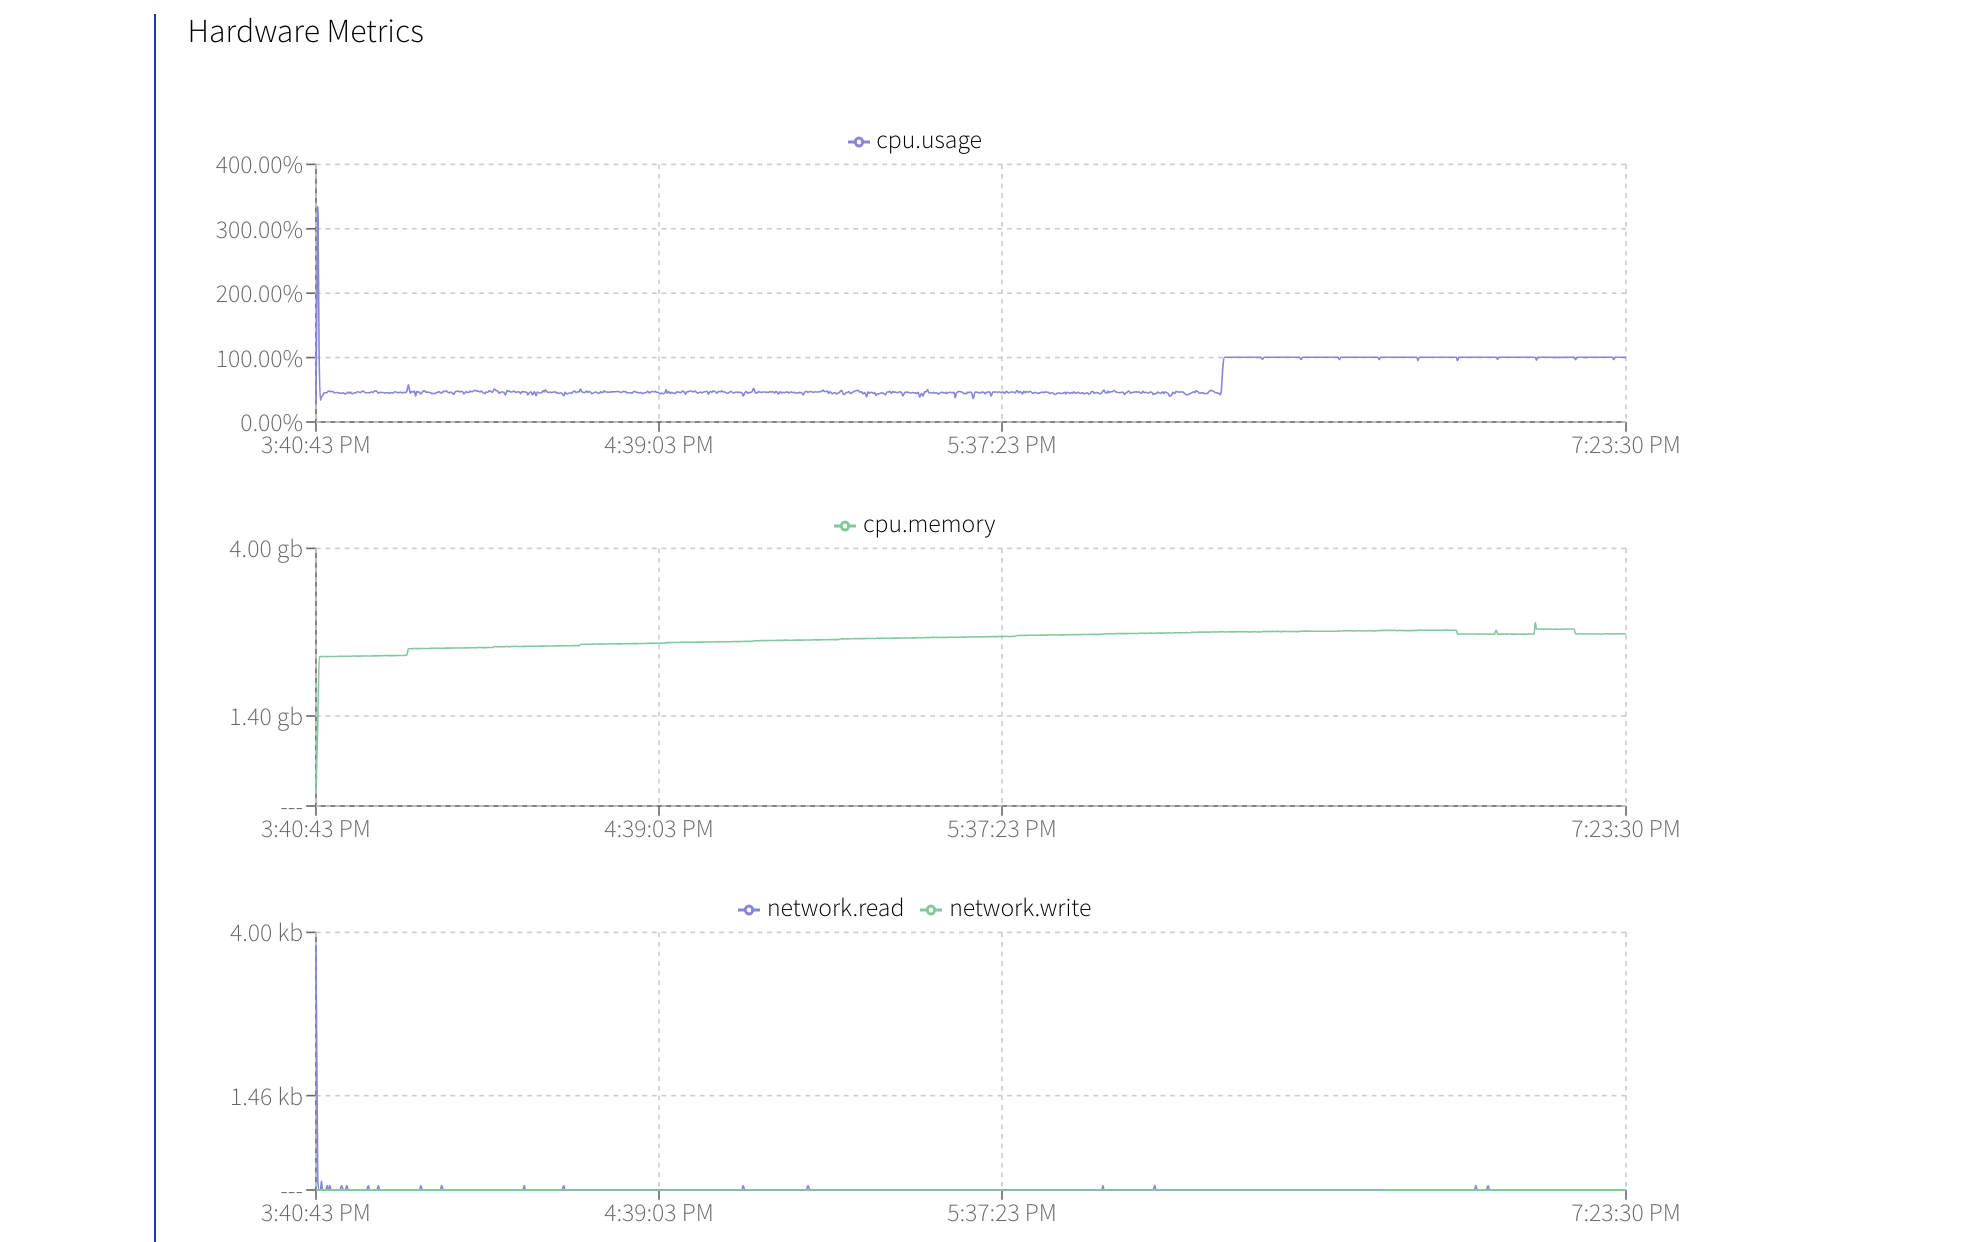 Hardware Metrics
cpu.usage
400.00%
300.00%
200.00%
100.00%
0.00%
3:40:43 PM 4:39:03 PM 5:37:23 PM 7:23:30 PM
cpu.memory
4.00 gb
1.40 gb
---
3:40:43 PM 4:39:03 PM 5:37:23 PM 7:23:30 PM
network.read network.write
4.00 kb
1.46 kb
---
3:40:43 PM 4:39:03 PM 5:37:23 PM 7:23:30 PM